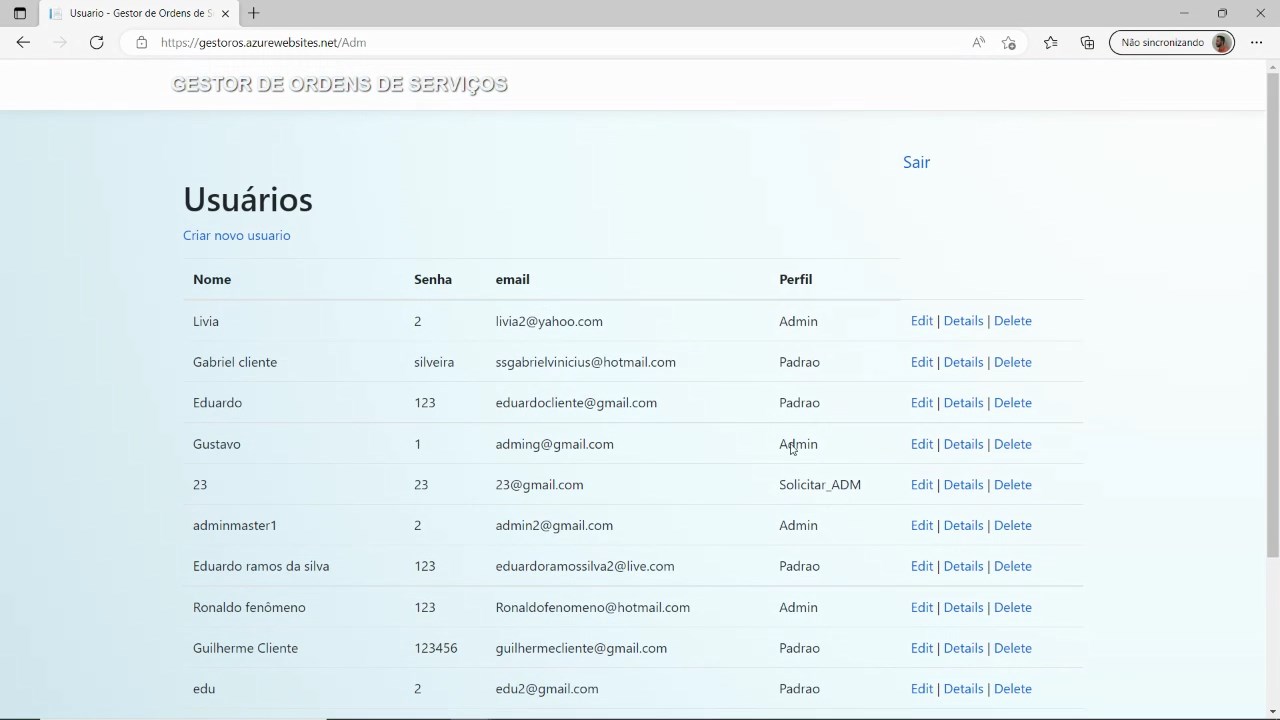 Usuario - Gestor de Ordens de S
https://gestoros.azurewebsites.net/Adm
Não sincronizando
GESTOR DE ORDENS DE SERVIÇOS
Sair
Usuários
Criar novo usuario
Nome Senha email Perfil
Livia 2 livia2@yahoo.com Admin Edit | Details | Delete
Gabriel cliente silveira ssgabrielvinicius@hotmail.com Padrao Edit | Details | Delete
Eduardo 123 eduardocliente@gmail.com Padrao Edit | Details | Delete
Gustavo 1 adming@gmail.com Admin Edit | Details | Delete
23 23 23@gmail.com Solicitar_ADM Edit | Details | Delete
adminmaster1 2 admin2@gmail.com Admin Edit | Details | Delete
Eduardo ramos da silva 123 eduardoramossilva2@live.com Padrao Edit | Details | Delete
Ronaldo fenômeno 123 Ronaldofenomeno@hotmail.com Admin Edit | Details | Delete
Guilherme Cliente 123456 guilhermecliente@gmail.com Padrao Edit | Details | Delete
edu 2 edu2@gmail.com Padrao Edit | Details | Delete